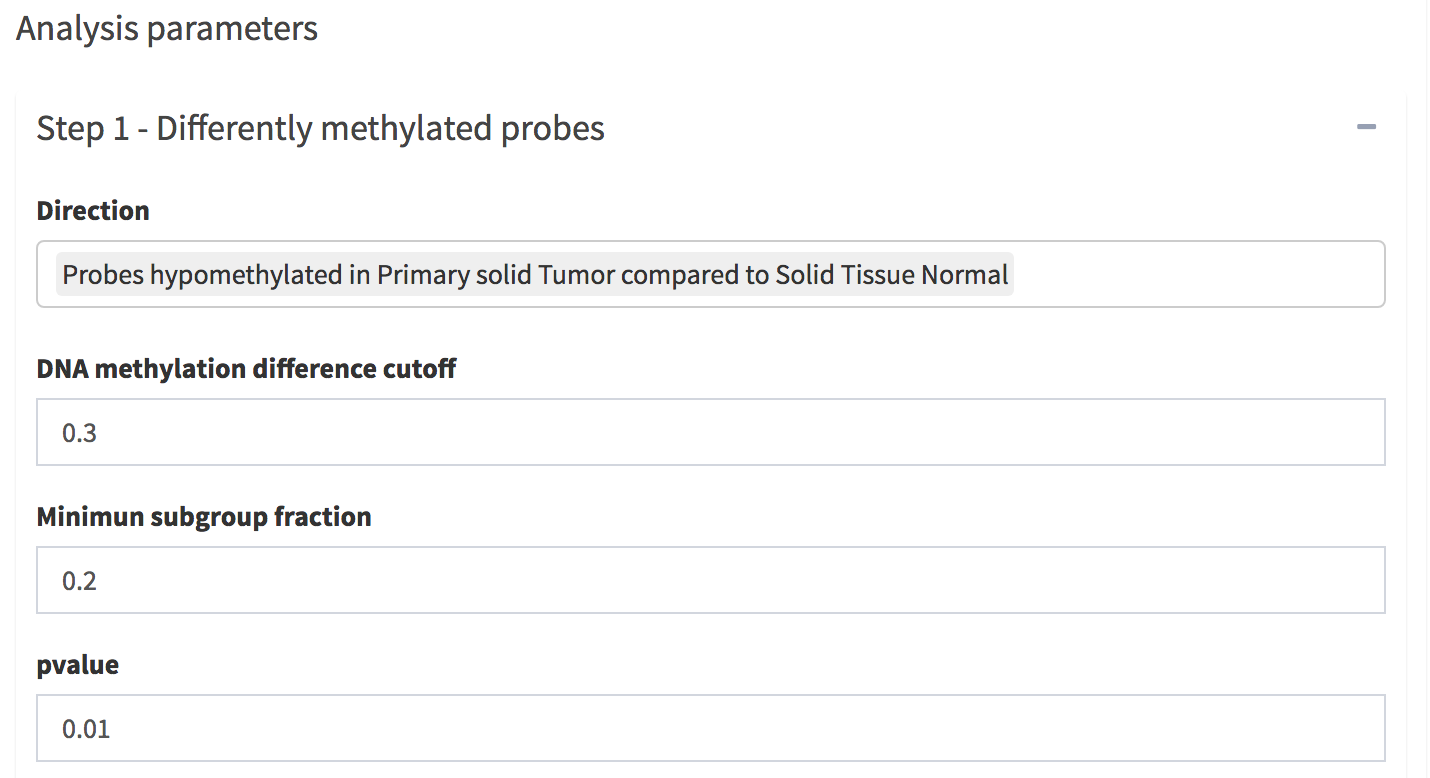 Analysis parameters
Step 1 - Differently methylated probes
Direction
Probes hypomethylated in Primary solid Tumor compared to Solid Tissue Normal
DNA methylation difference cutoff
0.3
Minimun subgroup fraction
0.2
pvalue
0.01